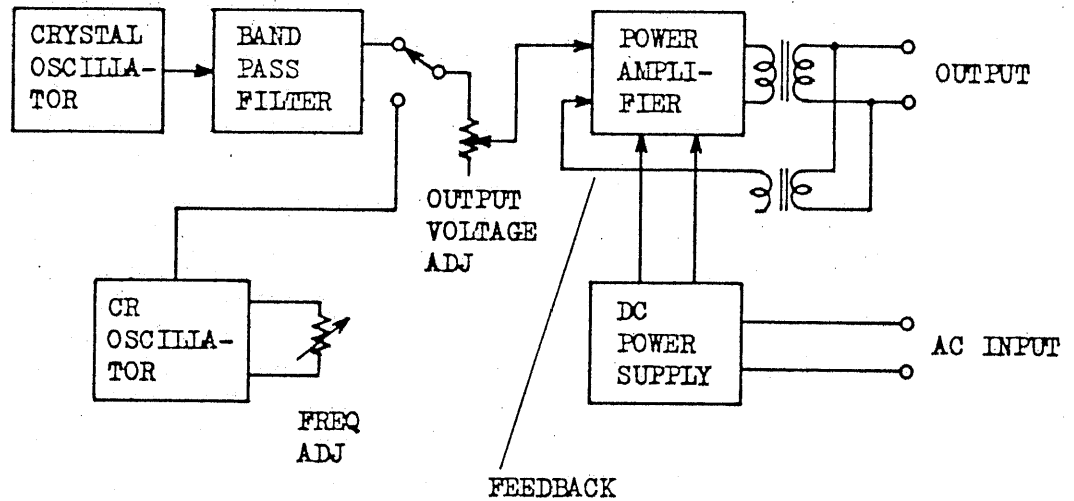 CRYSTAL
OSCILLA-
TOR
BAND
PASS
FILTER
POWER
AMPLI-
FIER
OUTPUT
OUTPUT
VOLTAGE
ADJ
CR
OSCILLA-
TOR
FREQ
ADJ
DC
POWER
SUPPLY
AC INPUT
FEEDBACK